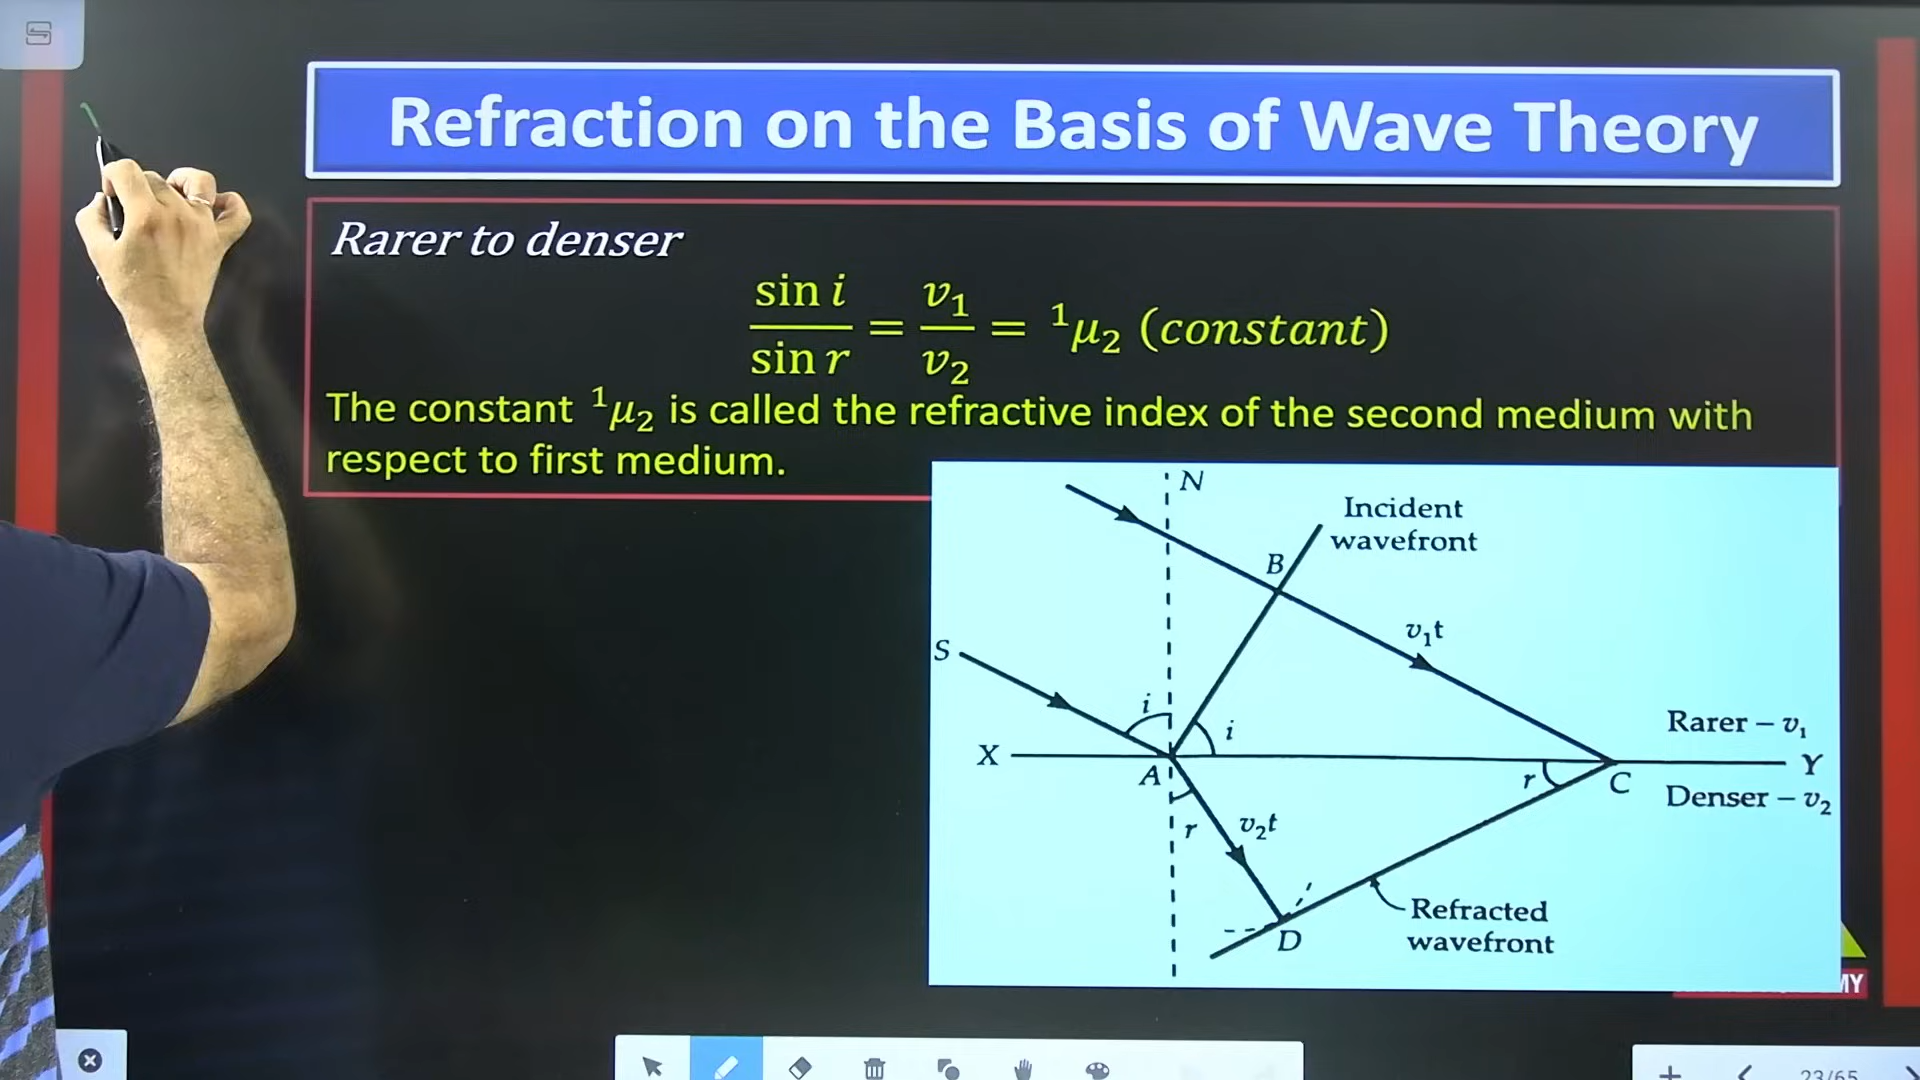 Refraction on the Basis of Wave Theory
Rarer to denser
sin i / sin r = v₁ / v₂ = ¹μ₂ (constant)
The constant ¹μ₂ is called the refractive index of the second medium with
respect to first medium.
N
Incident
wavefront
B
v₁t
S
i
i
Rarer – v₁
X
Y
A
r
C
Denser – v₂
r
v₂t
Refracted
wavefront
D
23/65